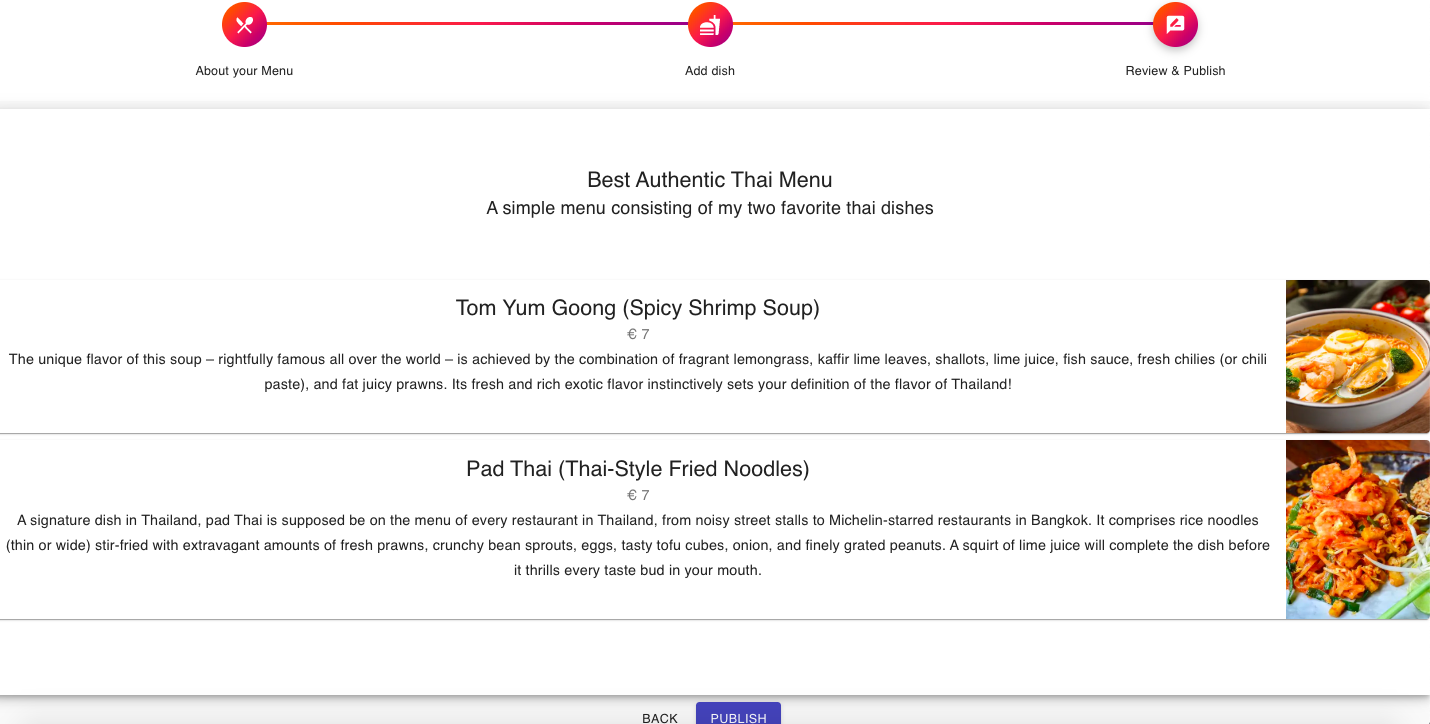 About your Menu
Add dish
Review & Publish
Best Authentic Thai Menu
A simple menu consisting of my two favorite thai dishes
Tom Yum Goong (Spicy Shrimp Soup)
€ 7
The unique flavor of this soup – rightfully famous all over the world – is achieved by the combination of fragrant lemongrass, kaffir lime leaves, shallots, lime juice, fish sauce, fresh chilies (or chili
paste), and fat juicy prawns. Its fresh and rich exotic flavor instinctively sets your definition of the flavor of Thailand!
Pad Thai (Thai-Style Fried Noodles)
€ 7
A signature dish in Thailand, pad Thai is supposed be on the menu of every restaurant in Thailand, from noisy street stalls to Michelin-starred restaurants in Bangkok. It comprises rice noodles
(thin or wide) stir-fried with extravagant amounts of fresh prawns, crunchy bean sprouts, eggs, tasty tofu cubes, onion, and finely grated peanuts. A squirt of lime juice will complete the dish before
it thrills every taste bud in your mouth.
BACK
PUBLISH